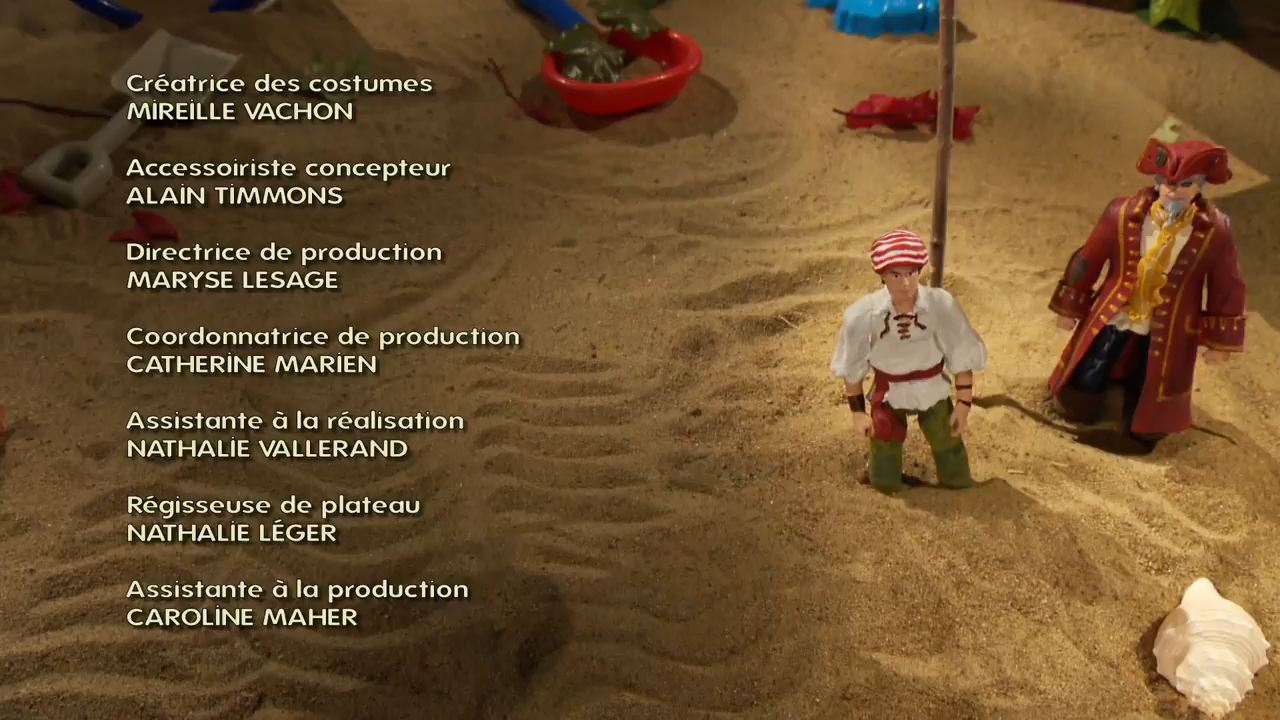 Créatrice des costumes
MIREILLE VACHON
Accessoiriste concepteur
ALAIN TIMMONS
Directrice de production
MARYSE LESAGE
Coordonnatrice de production
CATHERINE MARIEN
Assistante à la réalisation
NATHALIE VALLERAND
Régisseuse de plateau
NATHALIE LÉGER
Assistante à la production
CAROLINE MAHER